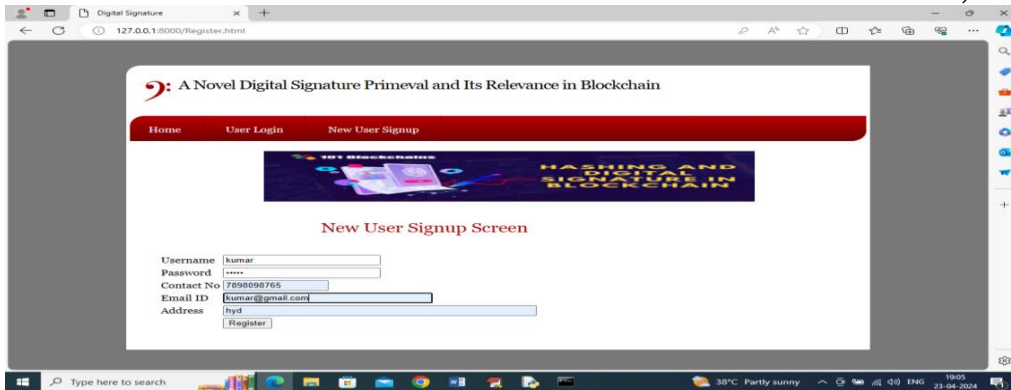 Digital Signature
127.0.0.1:8000/Register.html
A Novel Digital Signature Primeval and Its Relevance in Blockchain
Home User Login New User Signup
101 Blockchains
HASHING AND
DIGITAL
SIGNATURE IN
BLOCKCHAIN
New User Signup Screen
Username kumar
Password •••••
Contact No 7898098765
Email ID kumar@gmail.com
Address hyd
Register
Type here to search
38°C Partly sunny
ENG
19:05
23-04-2024